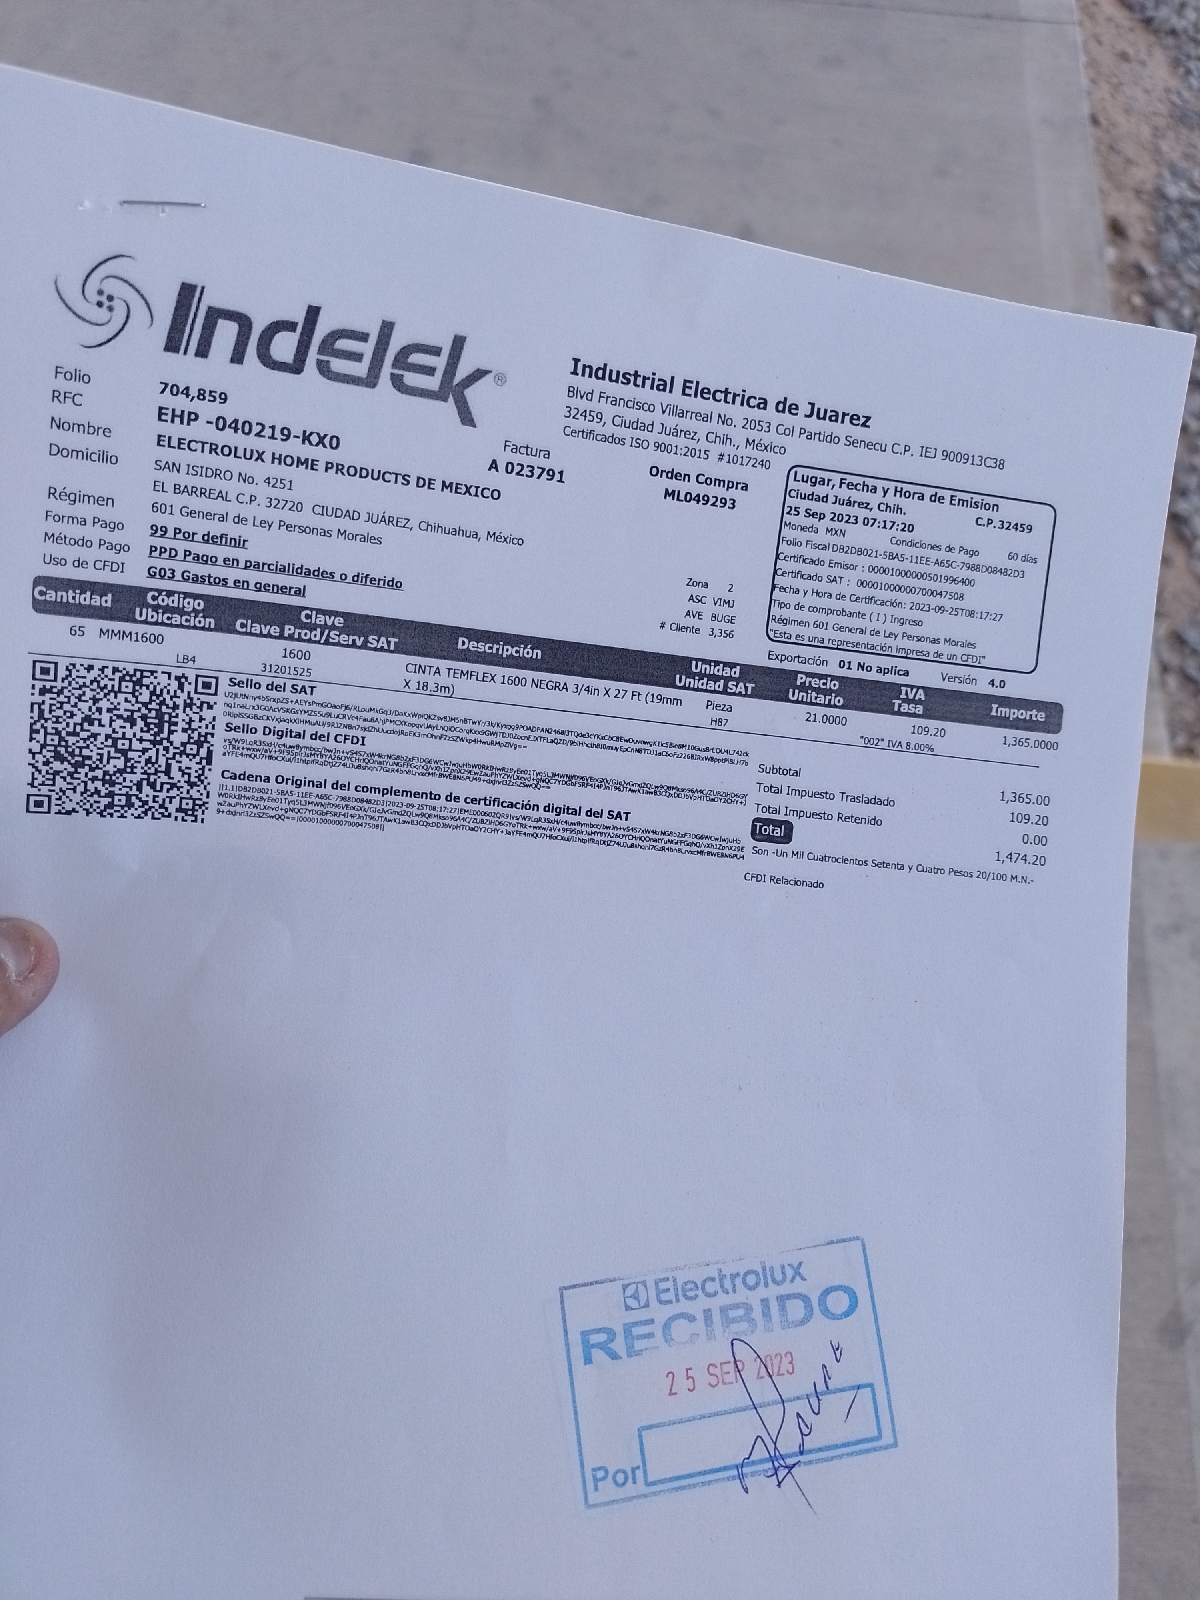 Indelek®
Industrial Electrica de Juarez
Blvd Francisco Villarreal No. 2053 Col Partido Senecu C.P. IEJ 900913C38
32459, Ciudad Juárez, Chih., México
Certificados ISO 9001:2015 #1017240
Folio 704,859
RFC EHP -040219-KX0
Nombre ELECTROLUX HOME PRODUCTS DE MEXICO
Domicilio SAN ISIDRO No. 4251
EL BARREAL C.P. 32720 CIUDAD JUÁREZ, Chihuahua, México
Régimen 601 General de Ley Personas Morales
Forma Pago 99 Por definir
Método Pago PPD Pago en parcialidades o diferido
Uso de CFDI G03 Gastos en general
Factura
A 023791
Orden Compra
ML049293
Lugar, Fecha y Hora de Emision
Ciudad Juárez, Chih. C.P.32459
25 Sep 2023 07:17:20
Moneda MXN Condiciones de Pago 60 días
Folio Fiscal DB2DB021-5BA5-11EE-A65C-7988D08482D3
Certificado Emisor : 00001000000501996400
Certificado SAT : 00001000000700047508
Fecha y Hora de Certificación: 2023-09-25T08:17:27
Tipo de comprobante ( I ) Ingreso
Régimen 601 General de Ley Personas Morales
"Esta es una representación impresa de un CFDI"
Zona 2
ASC VIMJ
AVE BUGE
# Cliente 3,356
Exportación 01 No aplica Versión 4.0
Cantidad Código Ubicación Clave Clave Prod/Serv SAT Descripción Unidad Unidad SAT Precio Unitario IVA Tasa Importe
65 MMM1600 1600 CINTA TEMFLEX 1600 NEGRA 3/4in X 27 Ft (19mm Pieza 21.0000 109.20 1,365.0000
LB4 31201525 X 18.3m) H87 "002" IVA 8.00%
Sello del SAT
Sello Digital del CFDI
Cadena Original del complemento de certificación digital del SAT
Subtotal 1,365.00
Total Impuesto Trasladado 109.20
Total Impuesto Retenido 0.00
Total 1,474.20
Son -Un Mil Cuatrocientos Setenta y Cuatro Pesos 20/100 M.N.-
CFDI Relacionado
Electrolux
RECIBIDO
25 SEP 2023
Por